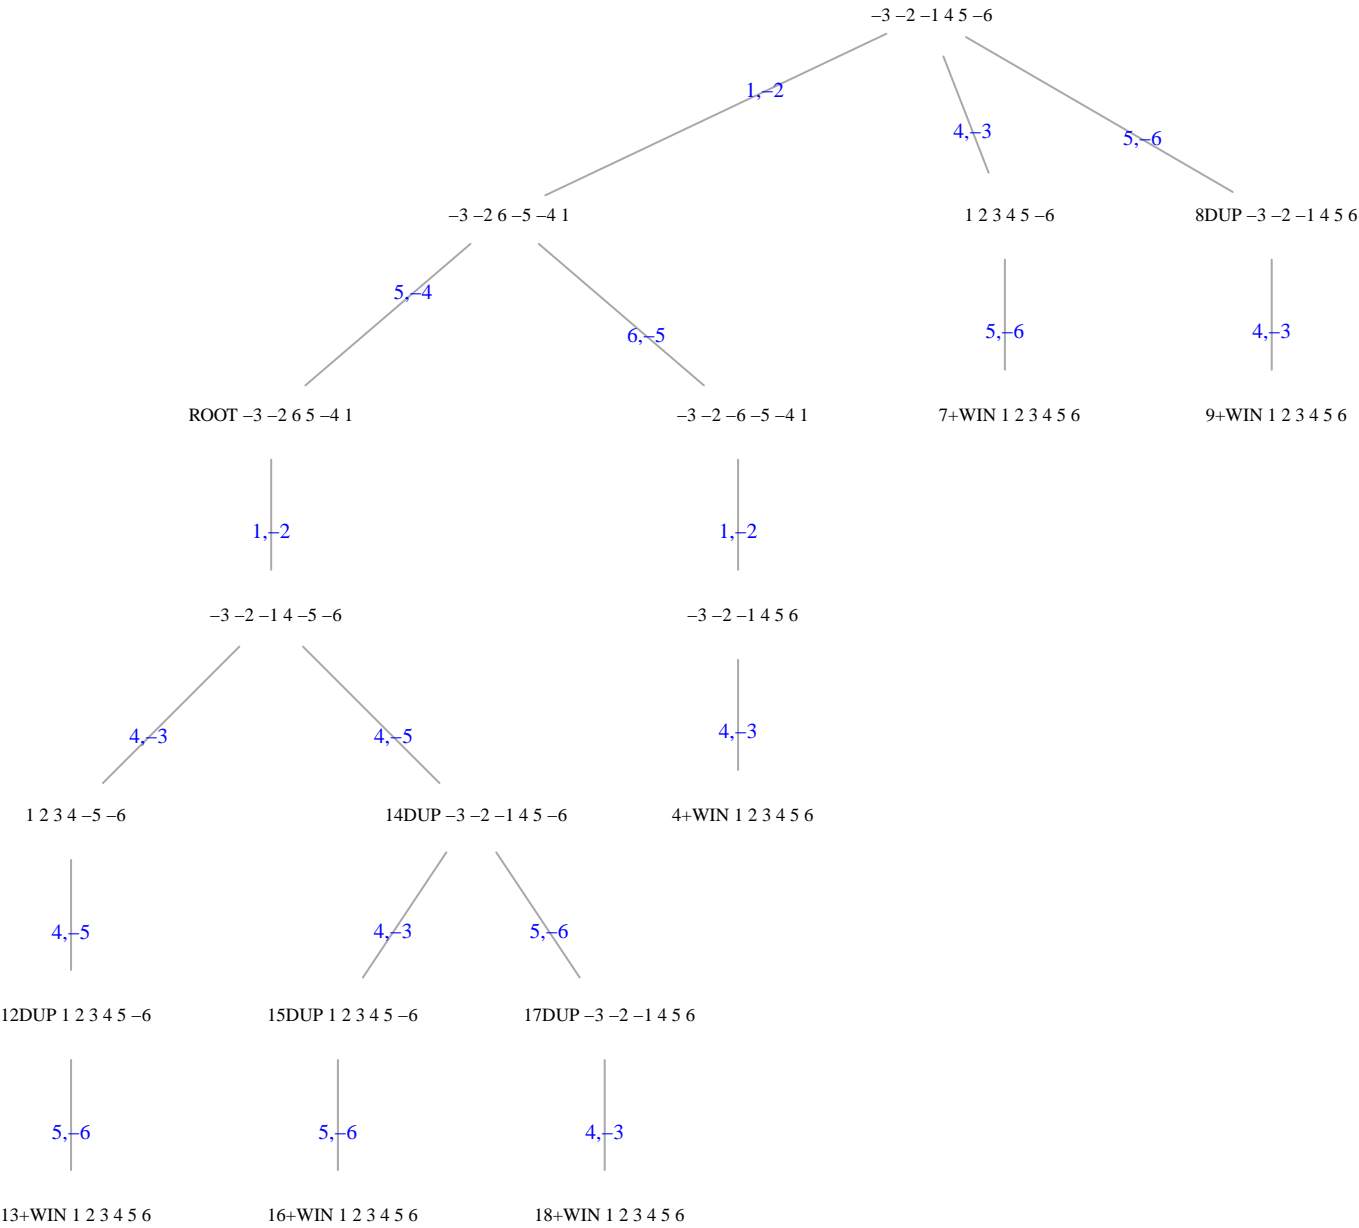 –3 –2 –1 4 5 –6
1,–2
4,–3
5,–6
–3 –2 6 –5 –4 1
1 2 3 4 5 –6
8DUP –3 –2 –1 4 5 6
5,–4
6,–5
5,–6
4,–3
ROOT –3 –2 6 5 –4 1
–3 –2 –6 –5 –4 1
7+WIN 1 2 3 4 5 6
9+WIN 1 2 3 4 5 6
1,–2
1,–2
–3 –2 –1 4 –5 –6
–3 –2 –1 4 5 6
4,–3
4,–5
4,–3
1 2 3 4 –5 –6
14DUP –3 –2 –1 4 5 –6
4+WIN 1 2 3 4 5 6
4,–5
4,–3
5,–6
12DUP 1 2 3 4 5 –6
15DUP 1 2 3 4 5 –6
17DUP –3 –2 –1 4 5 6
5,–6
5,–6
4,–3
13+WIN 1 2 3 4 5 6
16+WIN 1 2 3 4 5 6
18+WIN 1 2 3 4 5 6